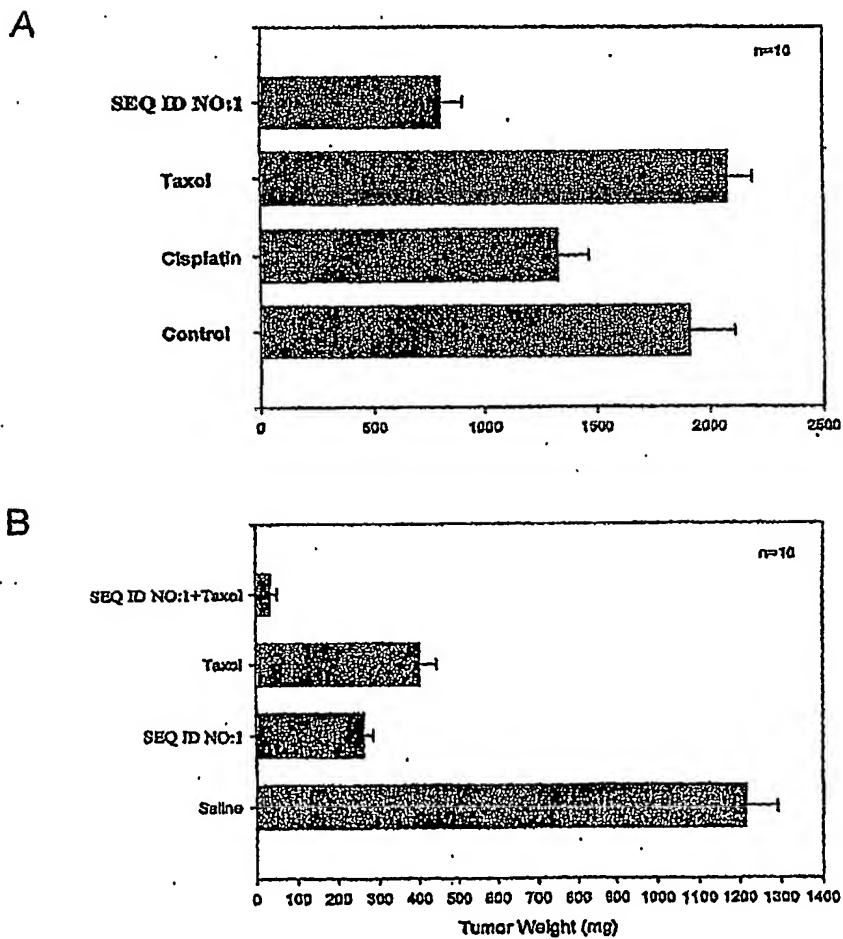 A
n=10
SEQ ID NO:1
Taxol
Cisplatin
Control
0 500 1000 1500 2000 2500
B
n=10
SEQ ID NO:1+Taxol
Taxol
SEQ ID NO:1
Saline
0 100 200 300 400 500 600 700 800 900 1000 1100 1200 1300 1400
Tumor Weight (mg)